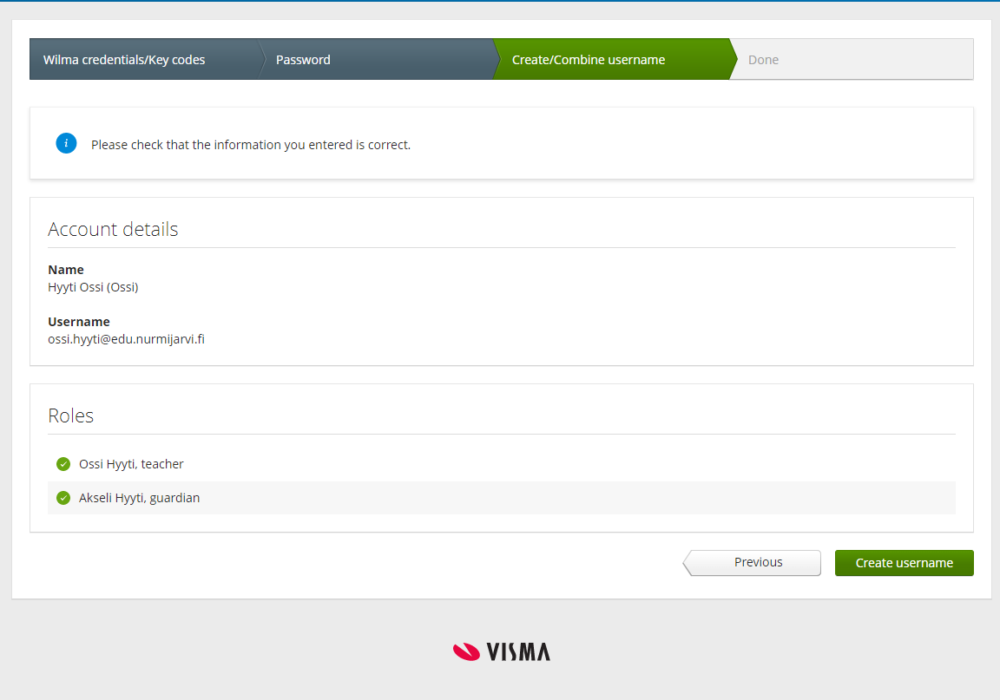 Wilma credentials/Key codes
Password
Create/Combine username
Done
i
Please check that the information you entered is correct.
Account details
Name
Hyyti Ossi (Ossi)
Username
ossi.hyyti@edu.nurmijarvi.fi
Roles
Ossi Hyyti, teacher
Akseli Hyyti, guardian
Previous
Create username
VISMA